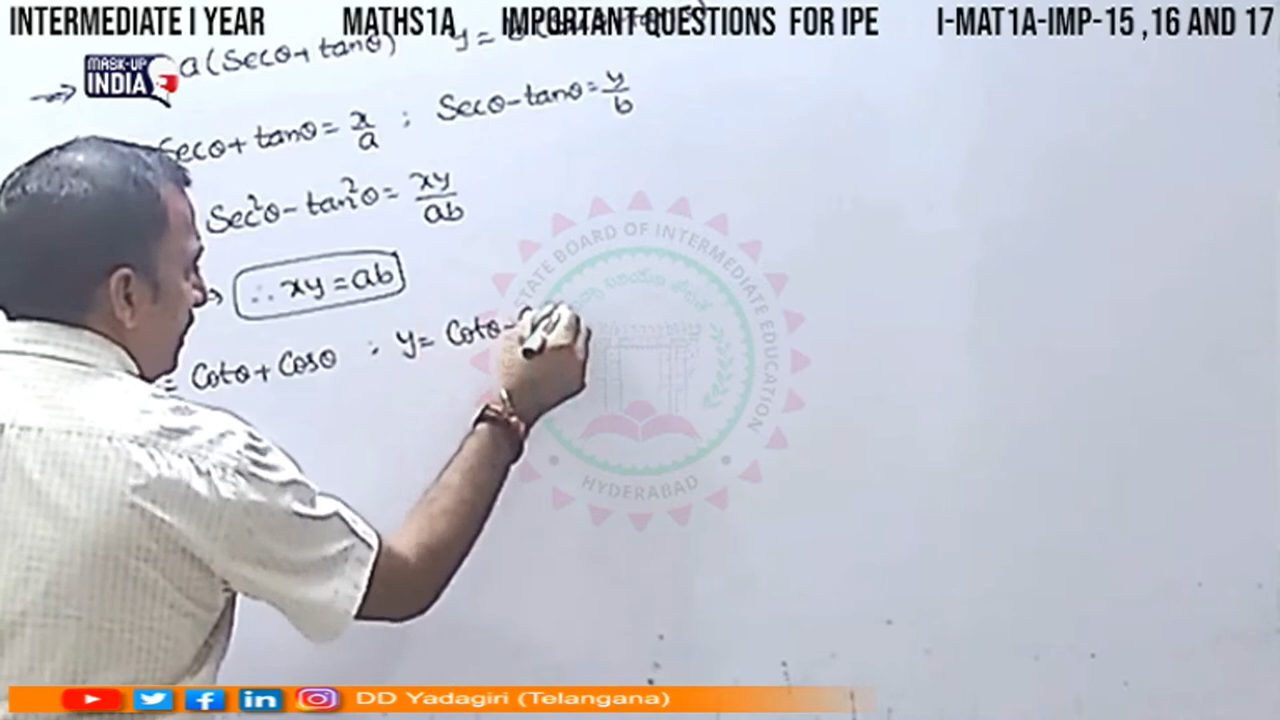 INTERMEDIATE I YEAR MATHS1A IMPORTANT QUESTIONS FOR IPE I-MAT1A-IMP-15 ,16 AND 17
MASK-UP
INDIA
a(Secθ+tanθ) y=
Secθ+tanθ=x/a ; Secθ-tanθ=y/b
Sec²θ-tan²θ=xy/ab
∴ xy=ab
= Cotθ+Cosθ ; y= Cotθ-
STATE BOARD OF INTERMEDIATE EDUCATION
HYDERABAD
DD Yadagiri (Telangana)